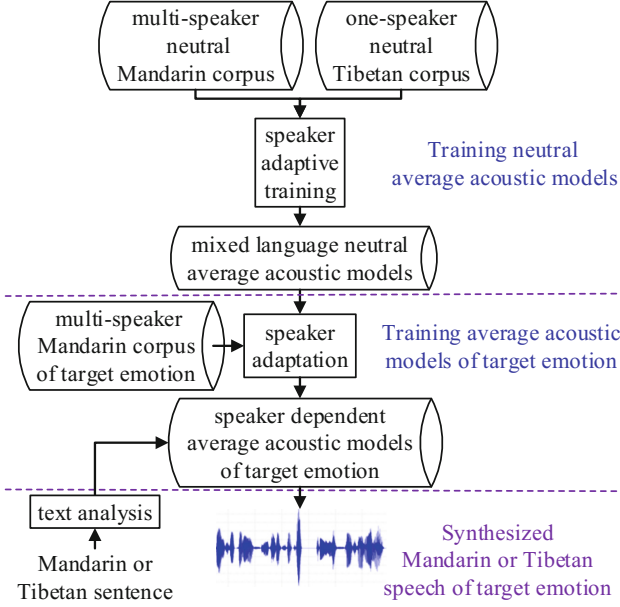 multi-speaker
neutral
Mandarin corpus
one-speaker
neutral
Tibetan corpus
speaker
adaptive
training
Training neutral
average acoustic models
mixed language neutral
average acoustic models
multi-speaker
Mandarin corpus
of target emotion
speaker
adaptation
Training average acoustic
models of target emotion
speaker dependent
average acoustic models
of target emotion
text analysis
Mandarin or
Tibetan sentence
Synthesized
Mandarin or Tibetan
speech of target emotion